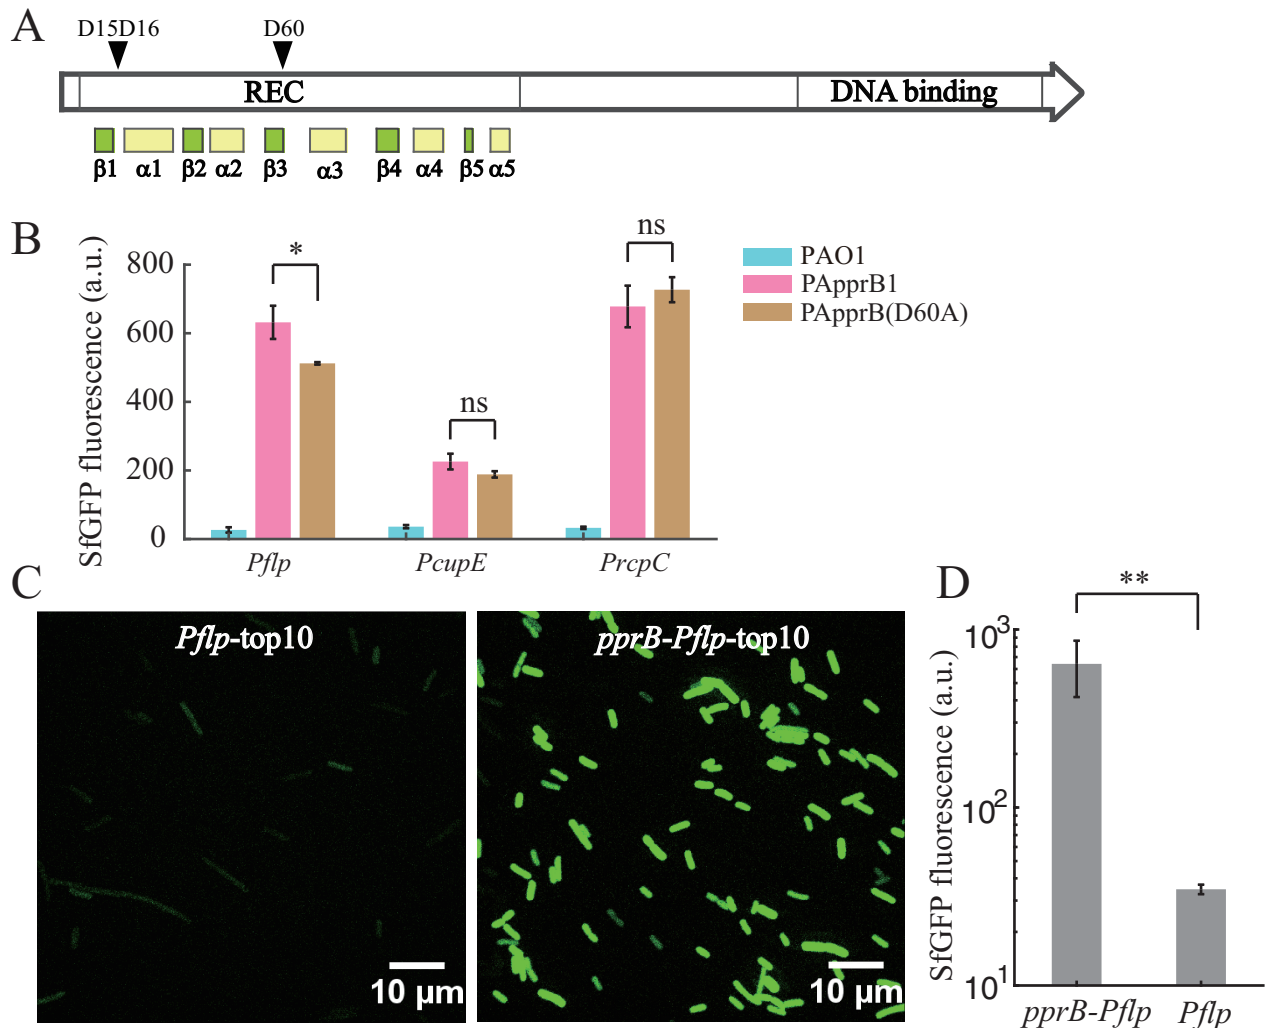 A
D15D16 D60
REC DNA binding
β1 α1 β2 α2 β3 α3 β4 α4 β5 α5
B
SfGFP fluorescence (a.u.)
800
600
400
200
0
* ns ns
Pflp PcupE PrcpC
PAO1
PApprB1
PApprB(D60A)
C
Pflp-top10
10 μm
pprB-Pflp-top10
10 μm
D
SfGFP fluorescence (a.u.)
**
10³
10²
10¹
pprB-Pflp Pflp